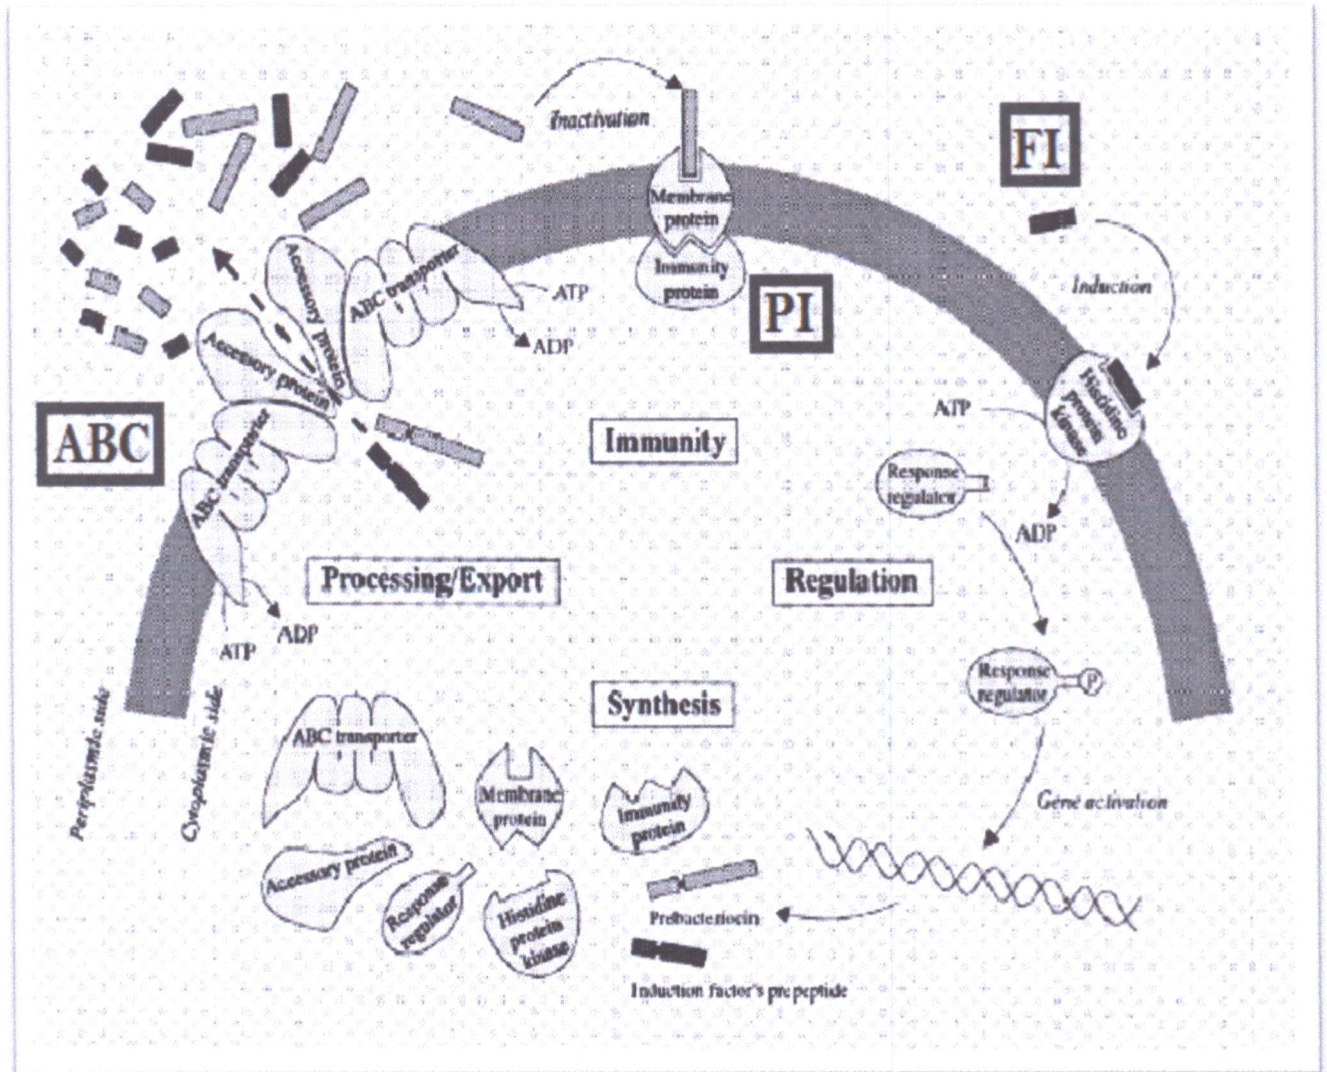 Inactivation
FI
Membrane
protein
Immunity
protein
PI
Induction
Accessory protein
ABC transporter
ATP
ADP
Accessory protein
ABC transporter
ABC
ATP
ADP
Histidine
protein
kinase
ATP
ADP
Response
regulator
Immunity
Processing/Export
Regulation
Response
regulator
P
Synthesis
Periplasmic side
Cytoplasmic side
ABC transporter
Membrane
protein
Immunity
protein
Gene activation
Accessory protein
Response
regulator
Histidine
protein
kinase
Prebacteriocin
Induction factor's prepeptide